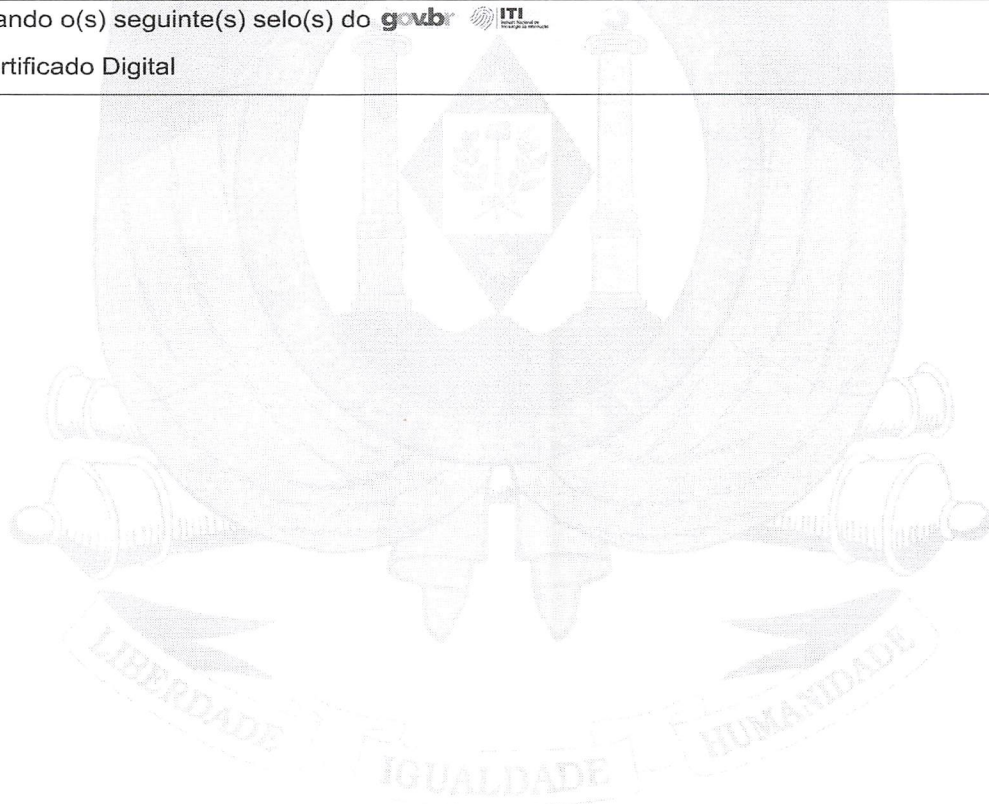 ando o(s) seguinte(s) selo(s) do gov.br ITI
rtificado Digital
LIBERDADE
IGUALDADE
HUMANIDADE